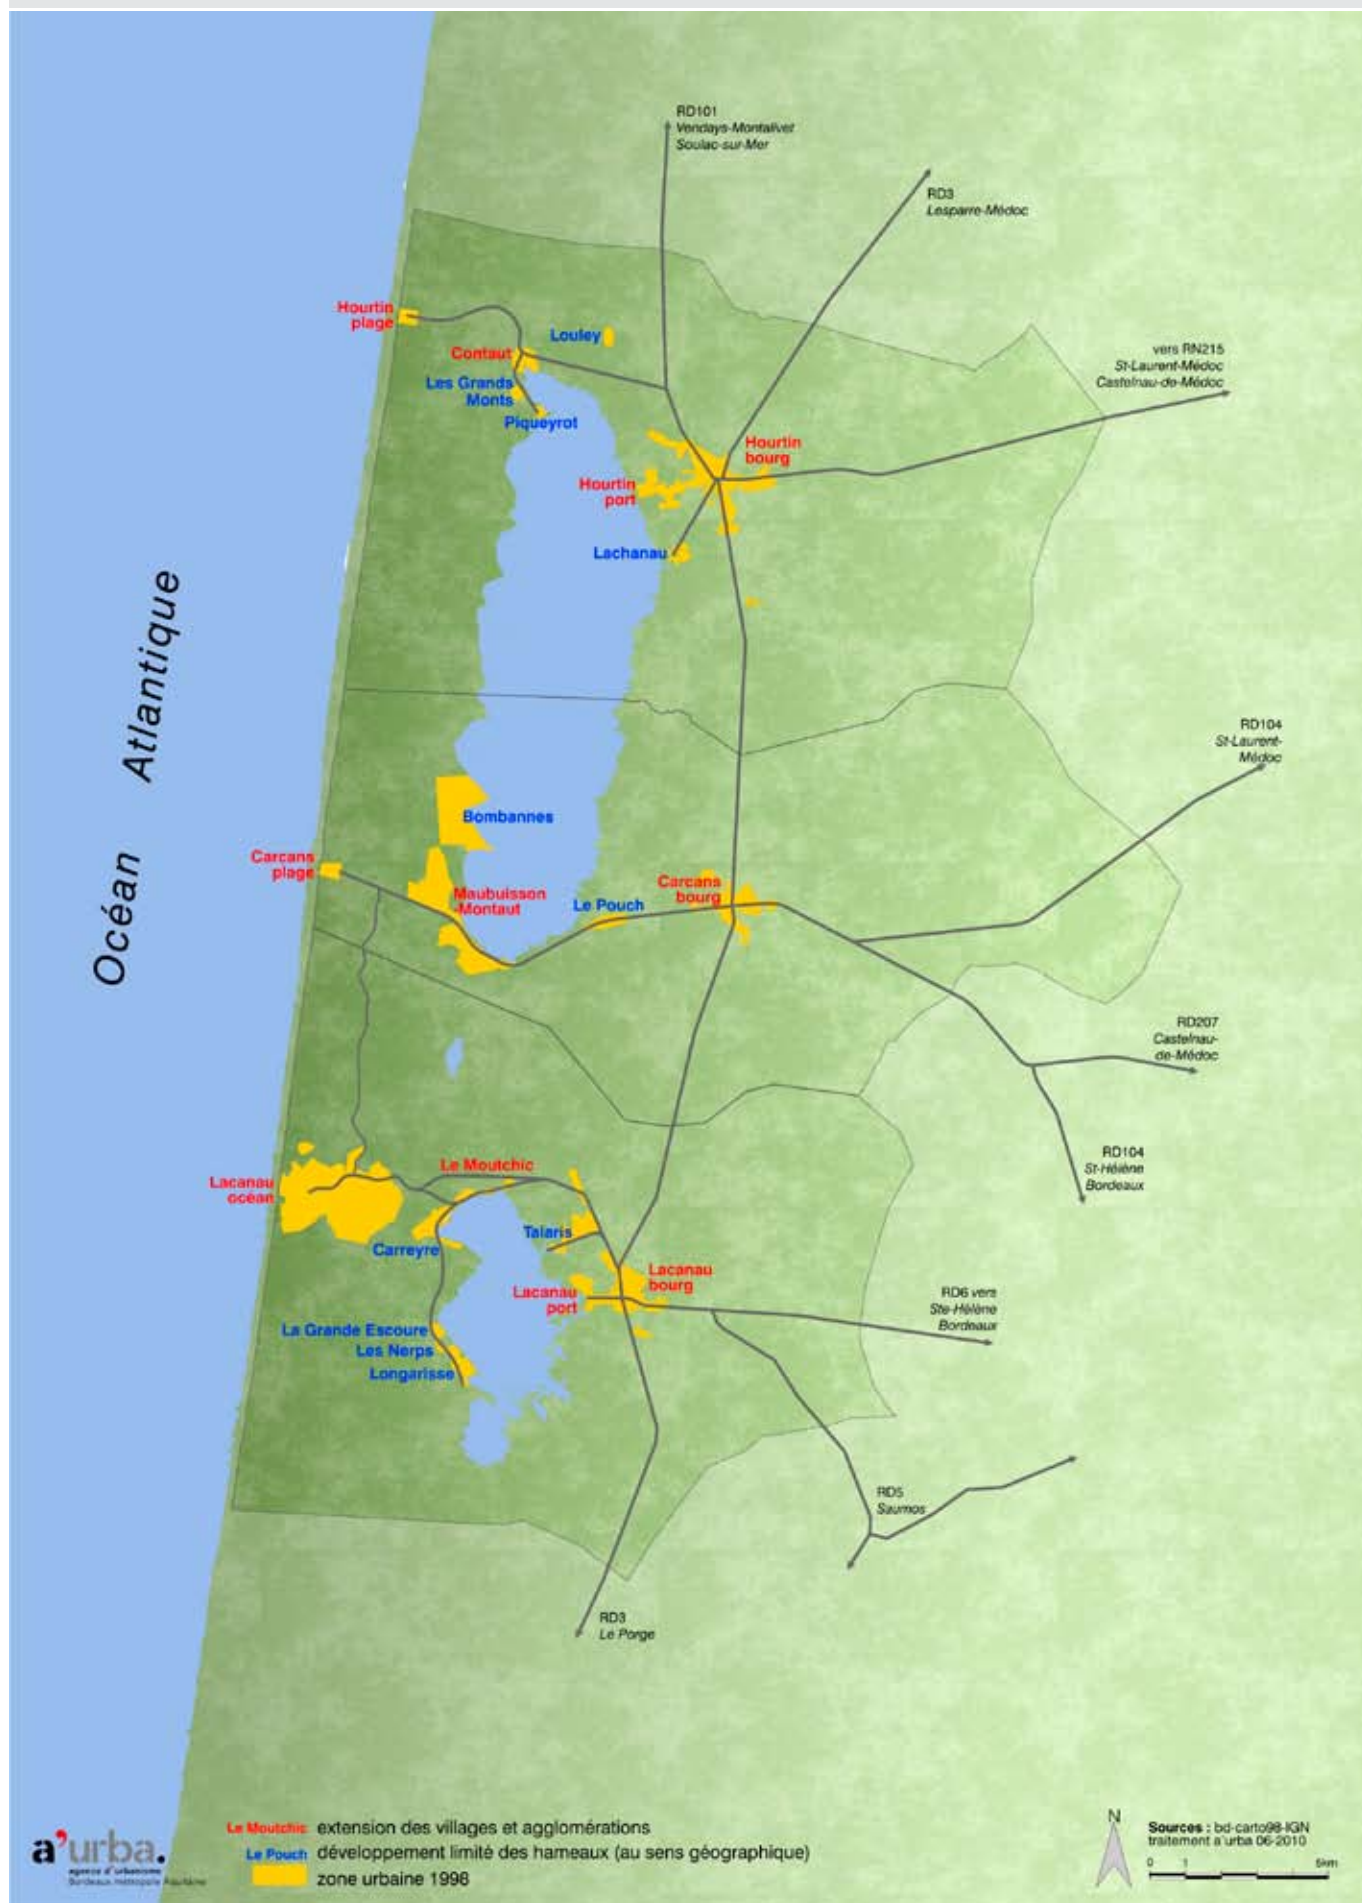 RD101
Vendays-Montalivet
Soulac-sur-Mer
RD3
Lesparre-Médoc
Hourtin
plage
Louley
Contaut
Les Grands
Monts
Piqueyrot
vers RN215
St-Laurent-Médoc
Castelnau-de-Médoc
Hourtin
bourg
Hourtin
port
Lachanau
Océan Atlantique
RD104
St-Laurent-
Médoc
Bombannes
Carcans
plage
Maubuisson
-Montaut
Le Pouch
Carcans
bourg
RD207
Castelnau-
de-Médoc
RD104
St-Hélène
Bordeaux
Le Moutchic
Lacanau
océan
Talaris
Carreyre
Lacanau
bourg
Lacanau
port
RD6 vers
Ste-Hélène
Bordeaux
La Grande Escoure
Les Nerps
Longarisse
RD5
Saumos
RD3
Le Porge
a'urba.
agence d'urbanisme
Bordeaux métropole Aquitaine
Le Moutchic extension des villages et agglomérations
Le Pouch développement limité des hameaux (au sens géographique)
zone urbaine 1998
N
Sources : bd-carto98-IGN
traitement a'urba 06-2010
0 1 5km